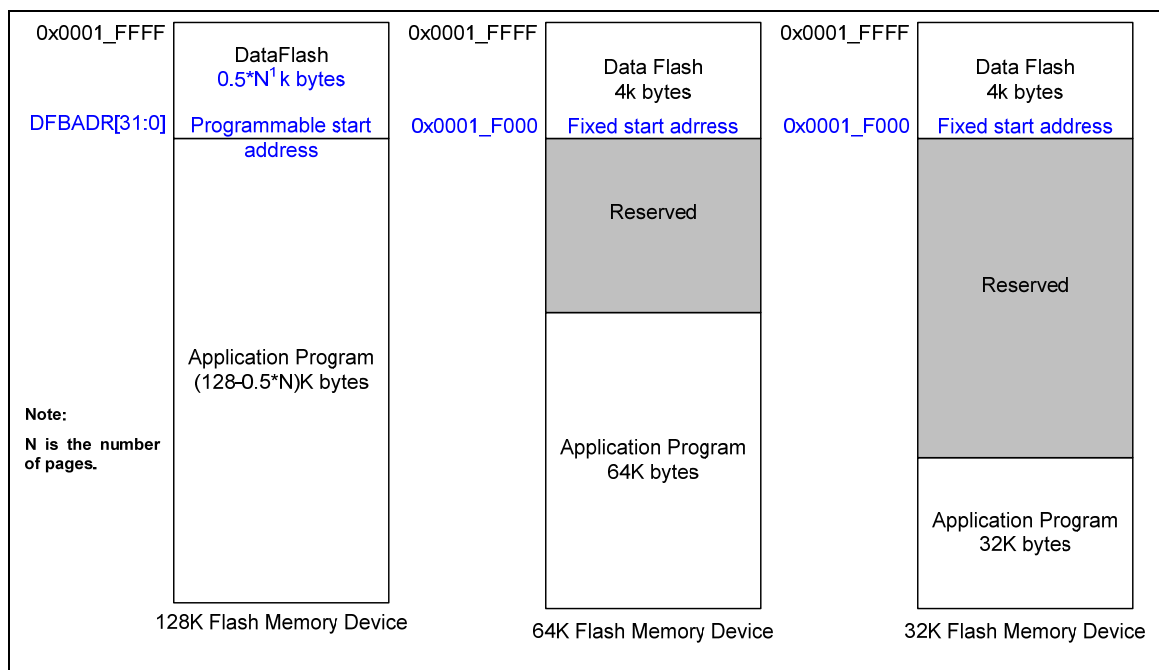 0x0001_FFFF
DataFlash
0.5*N¹ k bytes
DFBADR[31:0]
Programmable start
address
Application Program
(128-0.5*N)K bytes
Note:
N is the number
of pages.
128K Flash Memory Device
0x0001_FFFF
Data Flash
4k bytes
0x0001_F000
Fixed start adrress
Reserved
Application Program
64K bytes
64K Flash Memory Device
0x0001_FFFF
Data Flash
4k bytes
0x0001_F000
Fixed start address
Reserved
Application Program
32K bytes
32K Flash Memory Device